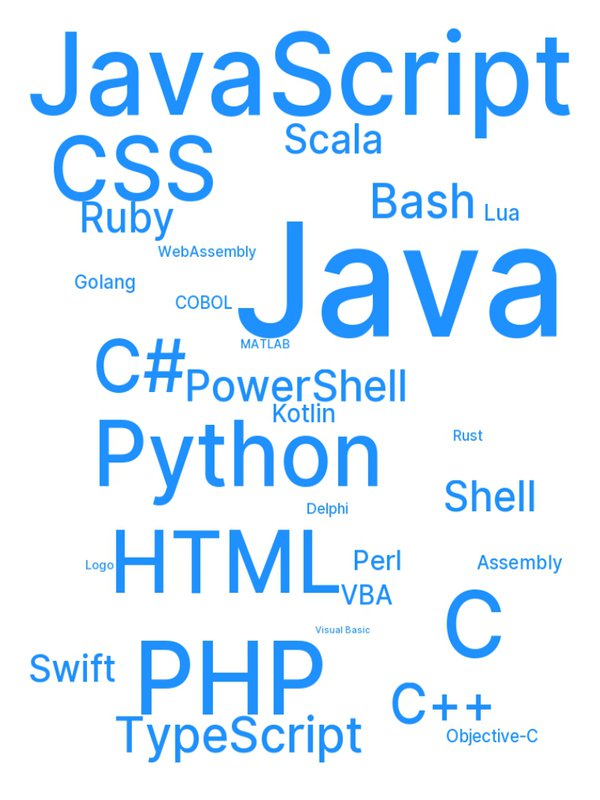 JavaScript
Scala
CSS
Bash
Lua
Ruby
WebAssembly
Java
Golang
COBOL
MATLAB
C#
PowerShell
Kotlin
Python
Rust
Shell
Delphi
HTML
Logo
Perl
Assembly
VBA
C
Visual Basic
PHP
Swift
C++
TypeScript
Objective-C